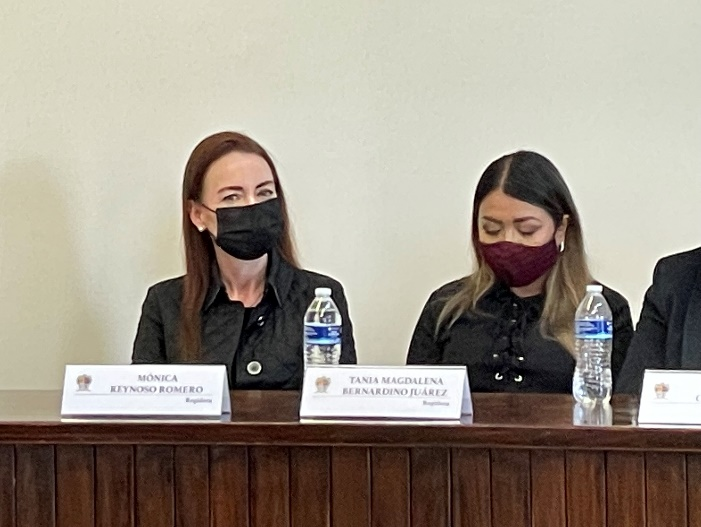 MÓNICA
REYNOSO ROMERO
Regidora
TANIA MAGDALENA
BERNARDINO JUÁREZ
Regidora